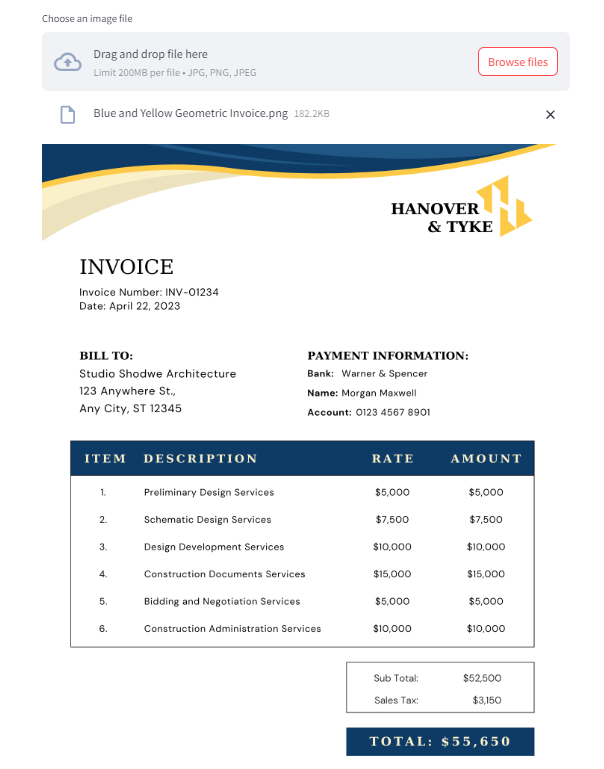 Choose an image file
Drag and drop file here
Limit 200MB per file • JPG, PNG, JPEG
Browse files
Blue and Yellow Geometric Invoice.png 182.2KB
HANOVER
& TYKE
INVOICE
Invoice Number: INV-01234
Date: April 22, 2023
BILL TO:
Studio Shodwe Architecture
123 Anywhere St.,
Any City, ST 12345
PAYMENT INFORMATION:
Bank: Warner & Spencer
Name: Morgan Maxwell
Account: 0123 4567 8901
ITEM DESCRIPTION RATE AMOUNT
1. Preliminary Design Services $5,000 $5,000
2. Schematic Design Services $7,500 $7,500
3. Design Development Services $10,000 $10,000
4. Construction Documents Services $15,000 $15,000
5. Bidding and Negotiation Services $5,000 $5,000
6. Construction Administration Services $10,000 $10,000
Sub Total: $52,500
Sales Tax: $3,150
TOTAL: $55,650